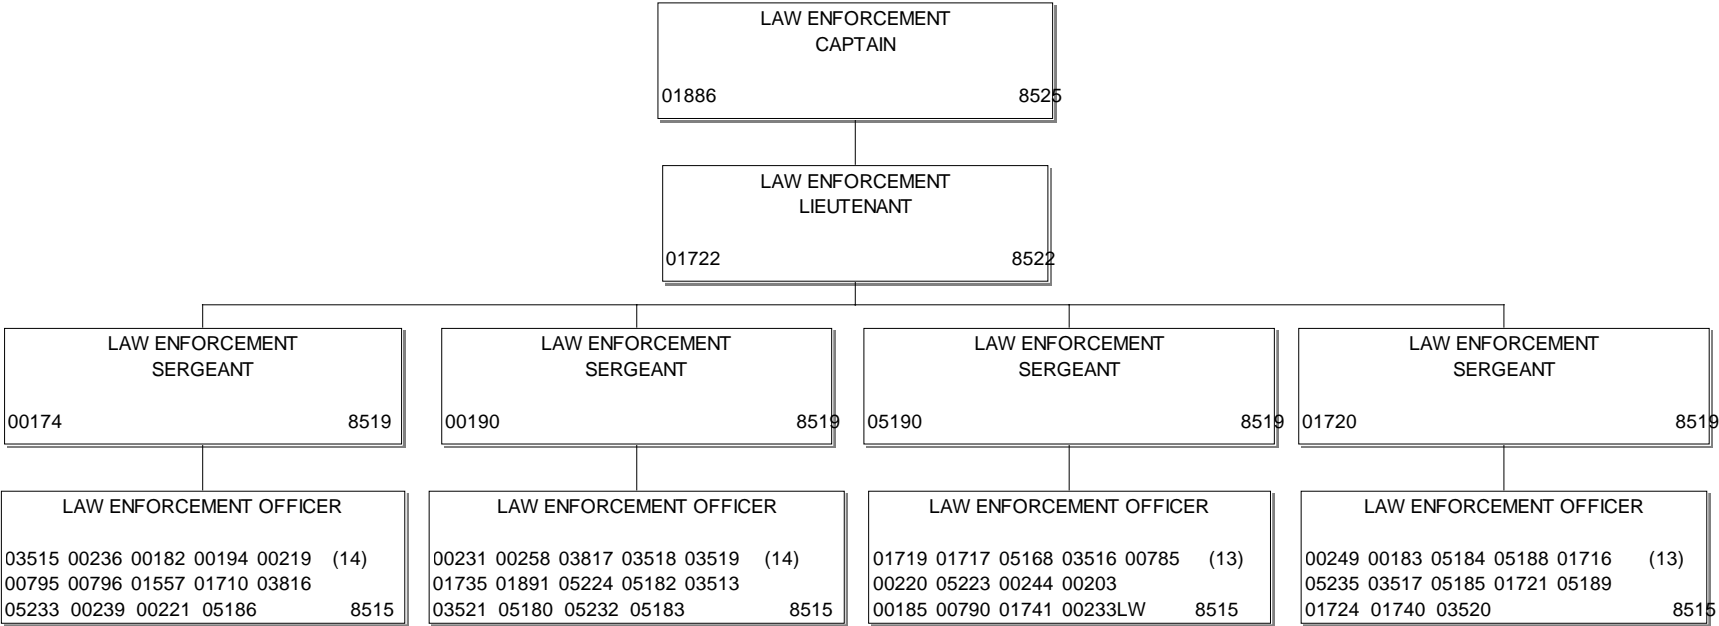 LAW ENFORCEMENT
CAPTAIN
01886 8525
LAW ENFORCEMENT
LIEUTENANT
01722 8522
LAW ENFORCEMENT
SERGEANT
00174 8519
LAW ENFORCEMENT
SERGEANT
00190 8519
LAW ENFORCEMENT
SERGEANT
05190 8519
LAW ENFORCEMENT
SERGEANT
01720 8519
LAW ENFORCEMENT OFFICER
03515 00236 00182 00194 00219 (14)
00795 00796 01557 01710 03816
05233 00239 00221 05186 8515
LAW ENFORCEMENT OFFICER
00231 00258 03817 03518 03519 (14)
01735 01891 05224 05182 03513
03521 05180 05232 05183 8515
LAW ENFORCEMENT OFFICER
01719 01717 05168 03516 00785 (13)
00220 05223 00244 00203
00185 00790 01741 00233LW 8515
LAW ENFORCEMENT OFFICER
00249 00183 05184 05188 01716 (13)
05235 03517 05185 01721 05189
01724 01740 03520 8515